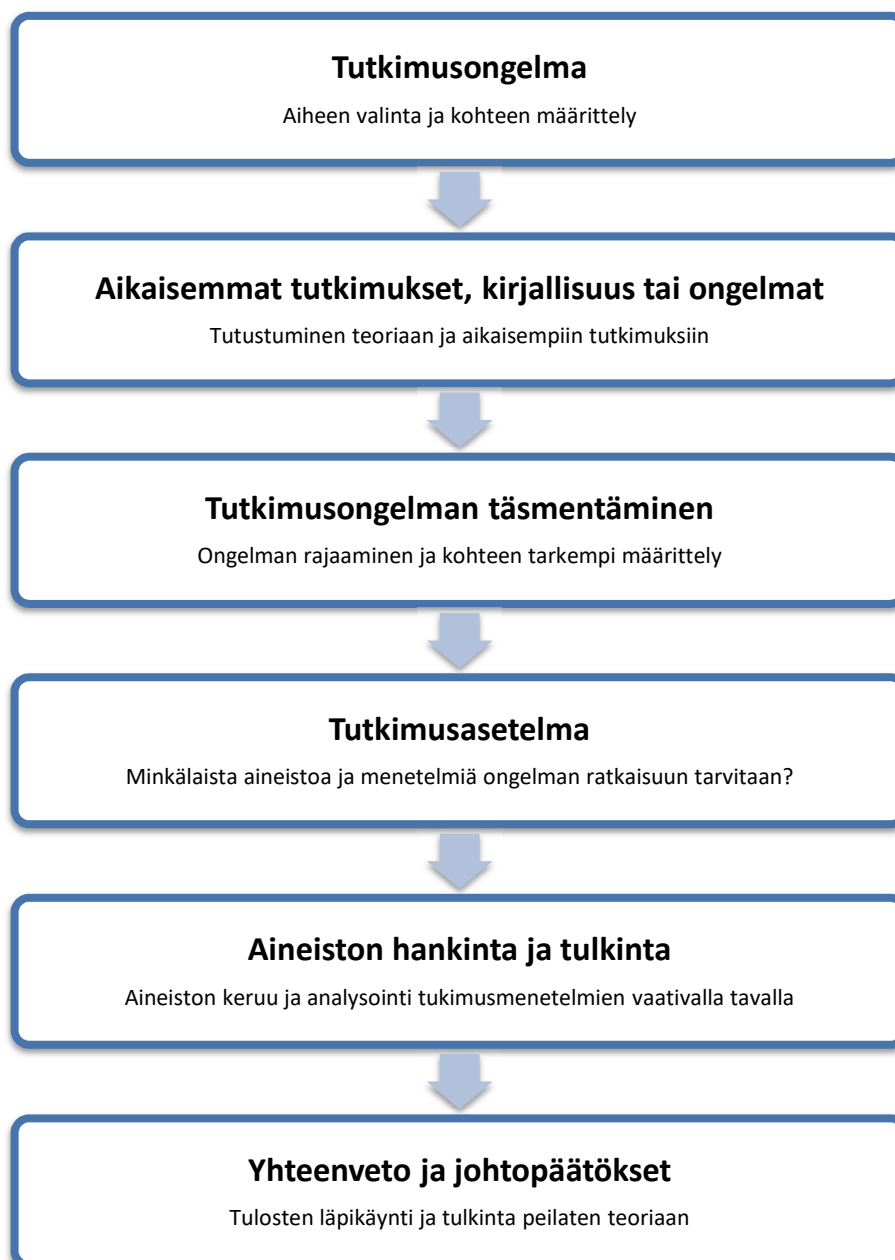 Tutkimusongelma
Aiheen valinta ja kohteen määrittely
Aikaisemmat tutkimukset, kirjallisuus tai ongelmat
Tutustuminen teoriaan ja aikaisempiin tutkimuksiin
Tutkimusongelman täsmentäminen
Ongelman rajaaminen ja kohteen tarkempi määrittely
Tutkimusasetelma
Minkälaista aineistoa ja menetelmiä ongelman ratkaisuun tarvitaan?
Aineiston hankinta ja tulkinta
Aineiston keruu ja analysointi tukimusmenetelmien vaativalla tavalla
Yhteenveto ja johtopäätökset
Tulosten läpikäynti ja tulkinta peilaten teoriaan